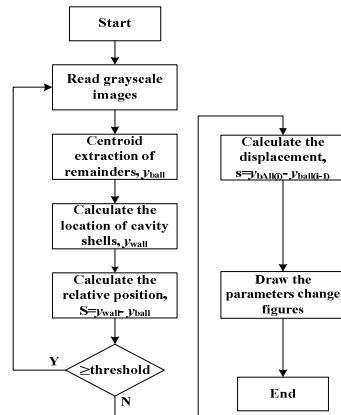 Start
Read grayscale
images
Centroid
extraction of
remainders, yball
Calculate the
location of cavity
shells, ywall
Calculate the
relative position,
S=ywall- yball
≥threshold
Y
N
Calculate the
displacement,
s=ybAll(i)- yball(i-1)
Draw the
parameters change
figures
End